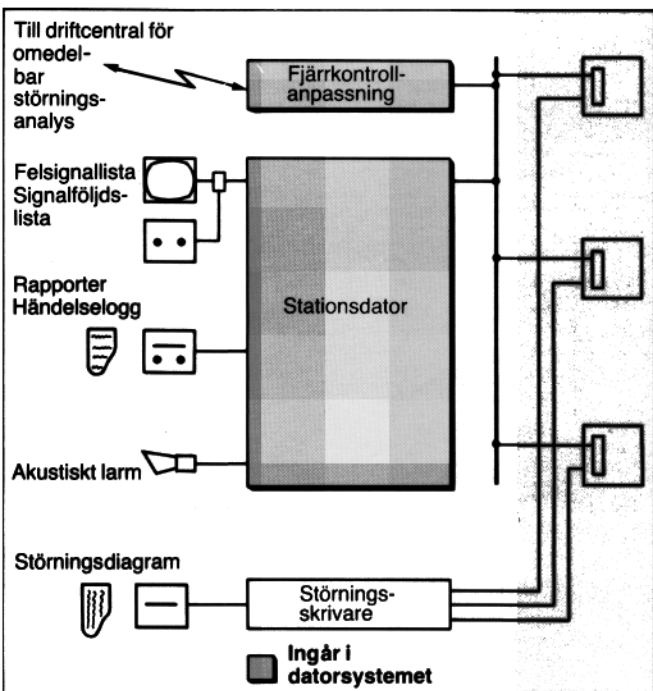 Till driftcentral för
omedel-
bar
störnings-
analys
Fjärrkontroll-
anpassning
Felsignallista
Signalföljds-
lista
Rapporter
Händelselogg
Stationsdator
Akustiskt larm
Störningsdiagram
Störnings-
skrivare
Ingår i
datorsystemet